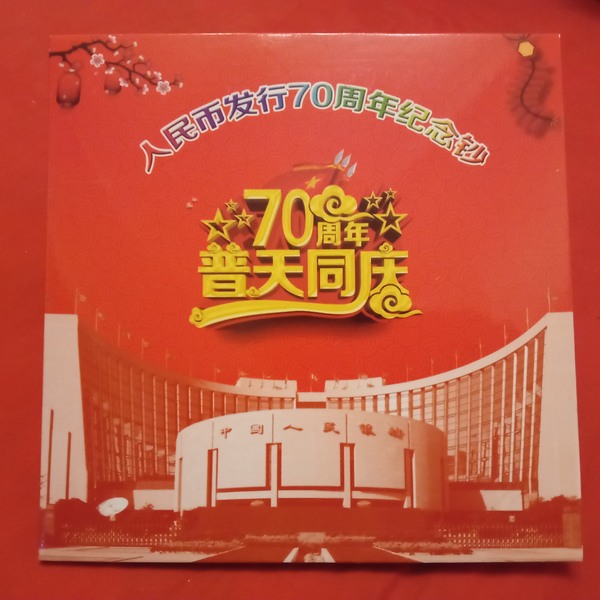 人民币发行70周年纪念钞
70周年
普天同庆
中国人民银行